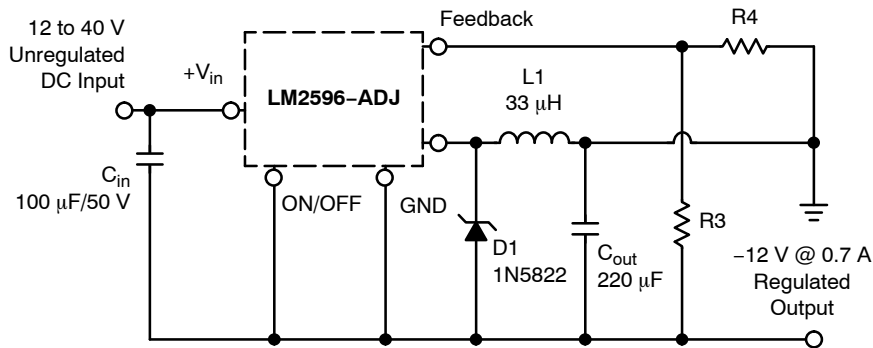 12 to 40 V
Unregulated
DC Input
+Vin
Feedback
R4
LM2596−ADJ
L1
33 μH
Cin
100 μF/50 V
ON/OFF
GND
D1
1N5822
Cout
220 μF
R3
−12 V @ 0.7 A
Regulated
Output